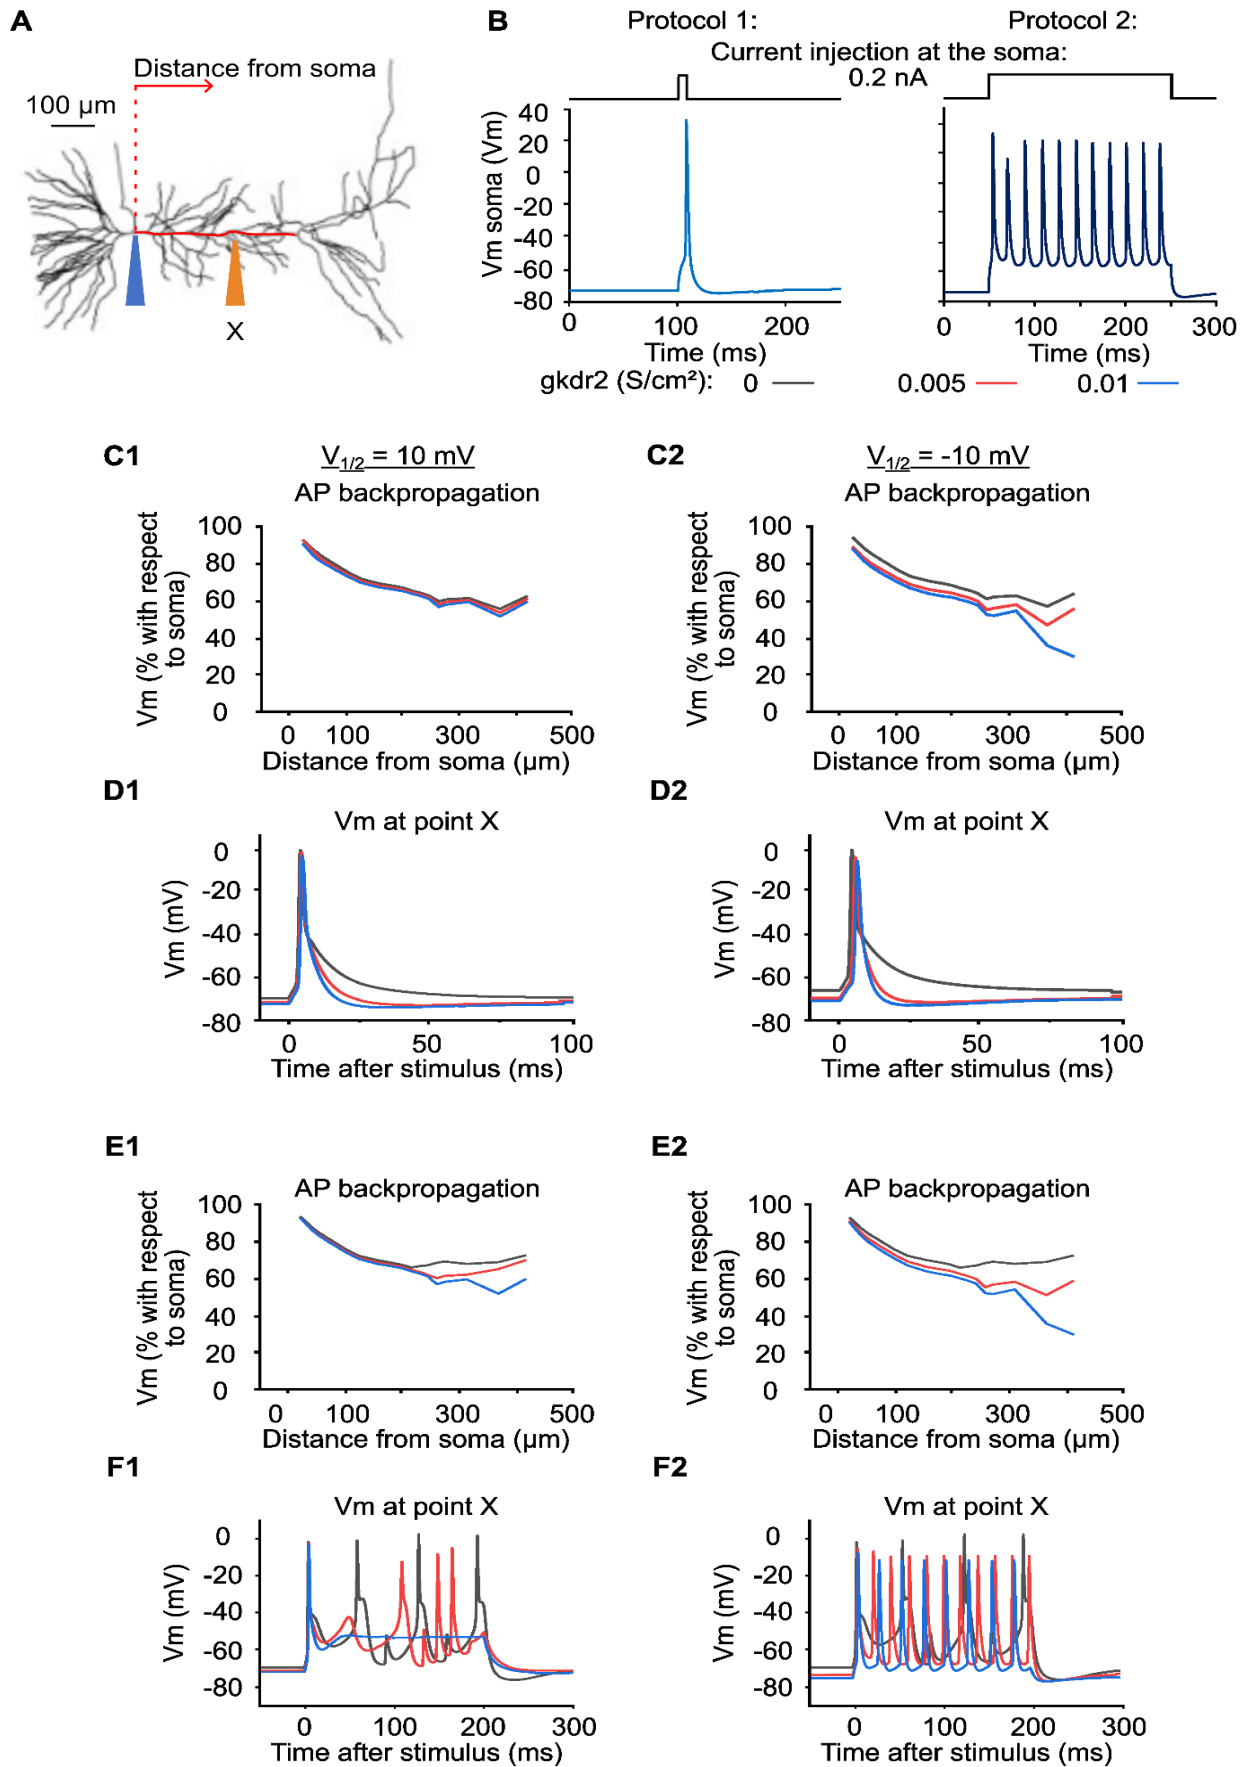 A
Distance from soma
100 µm
X
B
Protocol 1:
Protocol 2:
Current injection at the soma:
0.2 nA
Vm soma (Vm)
40
20
0
-20
-40
-60
-80
0 100 200
Time (ms)
0 100 200 300
Time (ms)
gkdr2 (S/cm²): 0 0.005 0.01
C1
V1/2 = 10 mV
AP backpropagation
Vm (% with respect
to soma)
100
80
60
40
20
0
0 100 300 500
Distance from soma (µm)
C2
V1/2 = -10 mV
AP backpropagation
Vm (% with respect
to soma)
100
80
60
40
20
0
0 100 300 500
Distance from soma (µm)
D1
Vm at point X
Vm (mV)
0
-20
-40
-60
-80
0 50 100
Time after stimulus (ms)
D2
Vm at point X
Vm (mV)
0
-20
-40
-60
-80
0 50 100
Time after stimulus (ms)
E1
AP backpropagation
Vm (% with respect
to soma)
100
80
60
40
20
0
0 100 300 500
Distance from soma (µm)
E2
AP backpropagation
Vm (% with respect
to soma)
100
80
60
40
20
0
0 100 300 500
Distance from soma (µm)
F1
Vm at point X
Vm (mV)
0
-20
-40
-60
-80
0 100 200 300
Time after stimulus (ms)
F2
Vm at point X
Vm (mV)
0
-20
-40
-60
-80
0 100 200 300
Time after stimulus (ms)